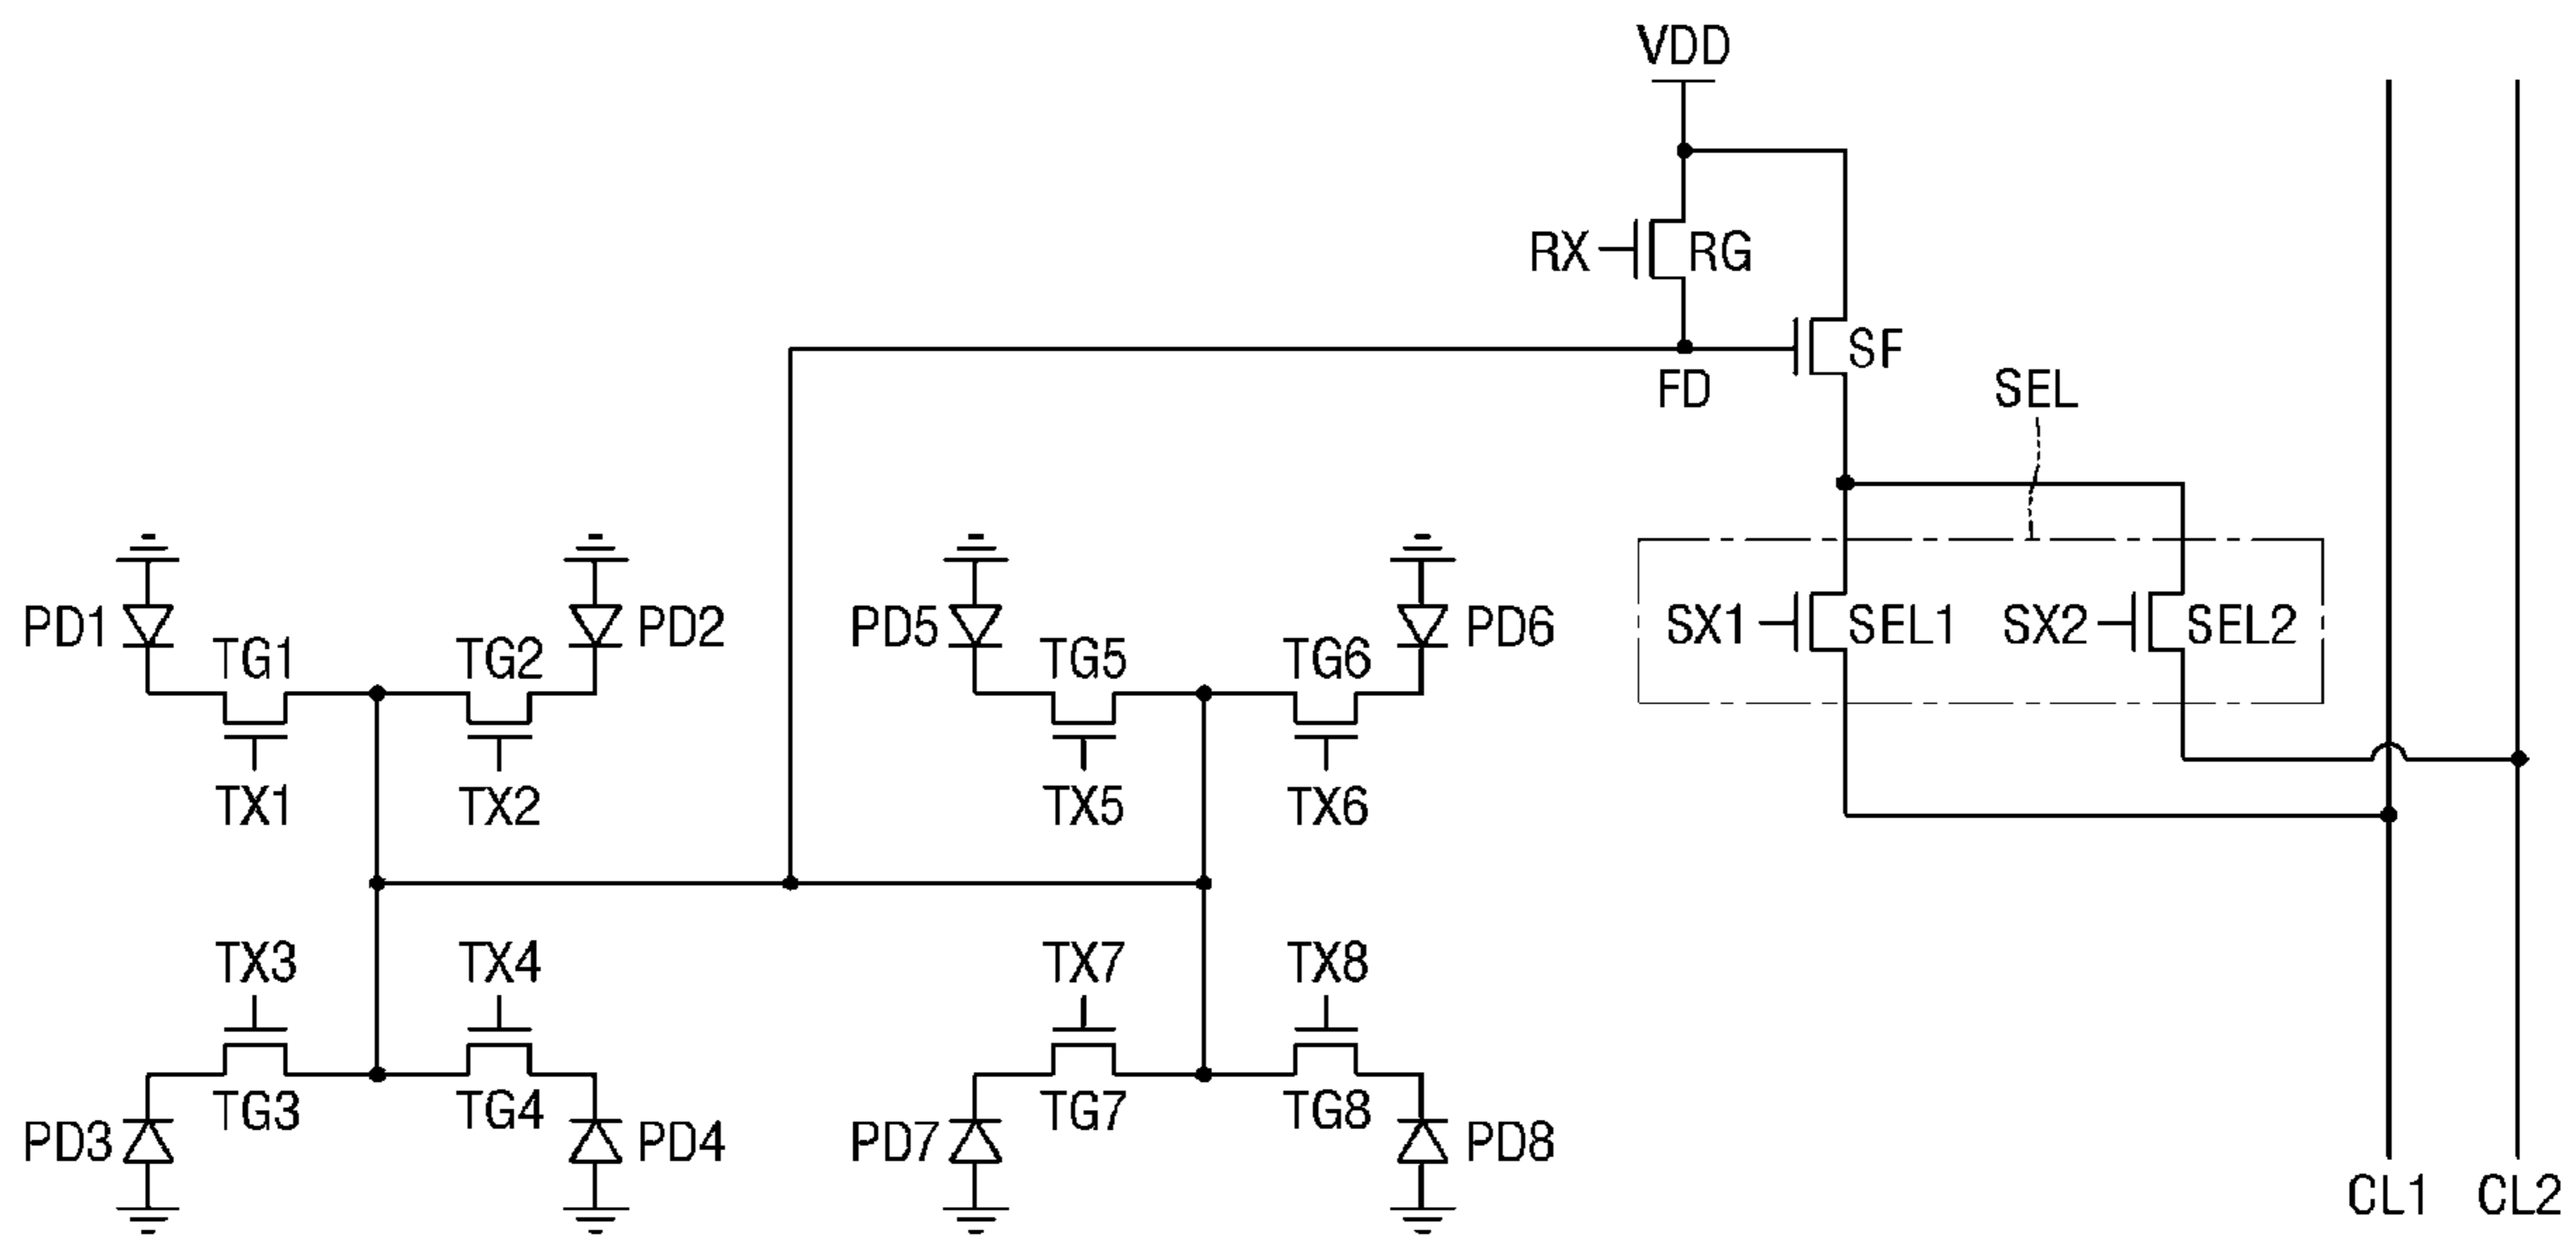 VDD
RX RG
SF
FD
SEL
PD1 TG1 TG2 PD2 PD5 TG5 TG6 PD6 SX1 SEL1 SX2 SEL2
TX1 TX2 TX5 TX6
TX3 TX4 TX7 TX8
PD3 TG3 TG4 PD4 PD7 TG7 TG8 PD8
CL1 CL2